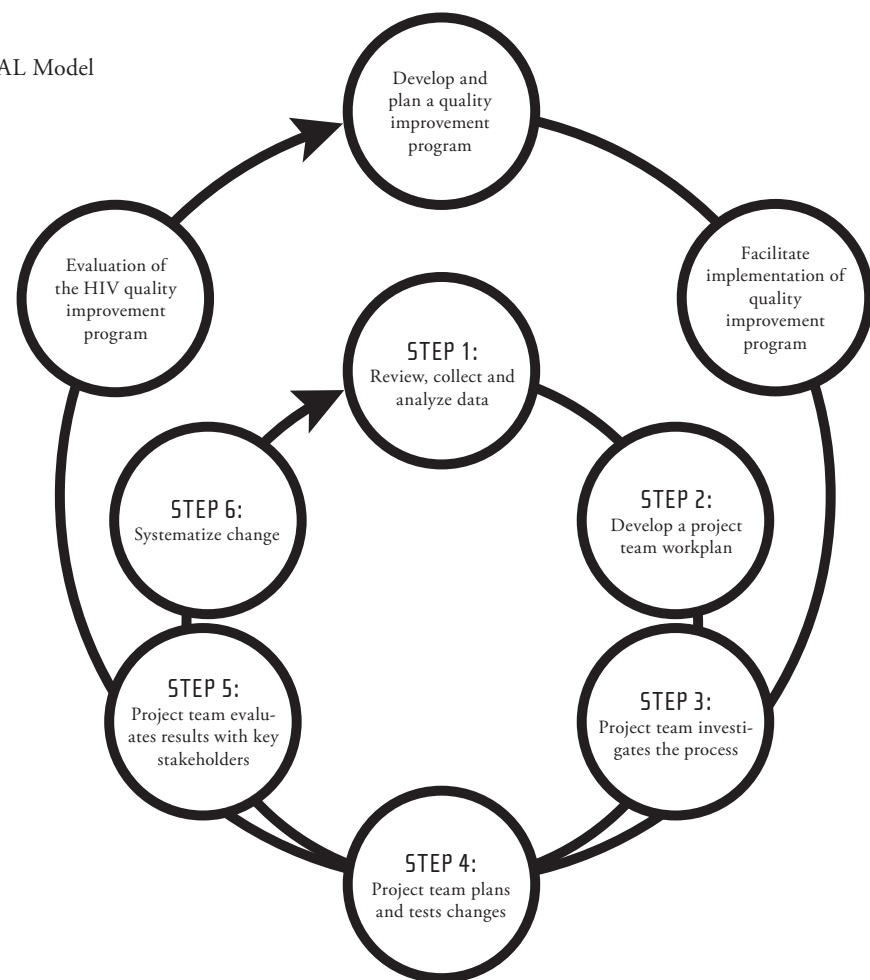 AL Model
Develop and
plan a quality
improvement
program
Evaluation of
the HIV quality
improvement
program
Facilitate
implementation of
quality
improvement
program
STEP 1:
Review, collect and
analyze data
STEP 2:
Develop a project
team workplan
STEP 3:
Project team investi-
gates the process
STEP 4:
Project team plans
and tests changes
STEP 5:
Project team evalu-
ates results with key
stakeholders
STEP 6:
Systematize change